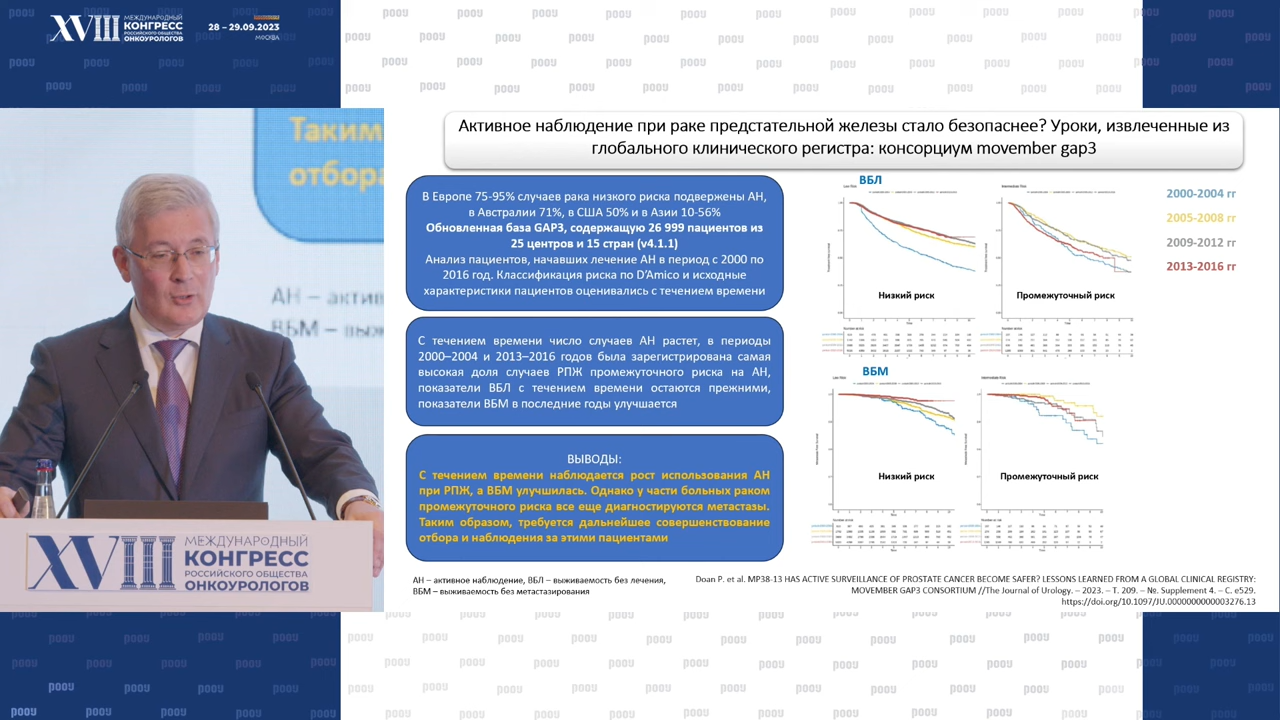 XVIII МЕЖДУНАРОДНЫЙ
КОНГРЕСС
РОССИЙСКОГО ОБЩЕСТВА
ОНКОУРОЛОГОВ
28 – 29.09.2023
МОСКВА
Таким
отбора
АН – актив
ВБМ – выж
XVIII МЕЖДУНАРОДНЫЙ
КОНГРЕСС
РОССИЙСКОГО ОБЩЕСТВА
ОНКОУРОЛОГОВ
Активное наблюдение при раке предстательной железы стало безопаснее? Уроки, извлеченные из
глобального клинического регистра: консорциум movember gap3
В Европе 75-95% случаев рака низкого риска подвержены АН,
в Австралии 71%, в США 50% и в Азии 10-56%
Обновленная база GAP3, содержащую 26 999 пациентов из
25 центров и 15 стран (v4.1.1)
Анализ пациентов, начавших лечение АН в период с 2000 по
2016 год. Классификация риска по D’Amico и исходные
характеристики пациентов оценивались с течением времени
С течением времени число случаев АН растет, в периоды
2000–2004 и 2013–2016 годов была зарегистрирована самая
высокая доля случаев РПЖ промежуточного риска на АН,
показатели ВБЛ с течением времени остаются прежними,
показатели ВБМ в последние годы улучшается
ВЫВОДЫ:
С течением времени наблюдается рост использования АН
при РПЖ, а ВБМ улучшилась. Однако у части больных раком
промежуточного риска все еще диагностируются метастазы.
Таким образом, требуется дальнейшее совершенствование
отбора и наблюдения за этими пациентами
ВБЛ
Низкий риск
Промежуточный риск
ВБМ
Низкий риск
Промежуточный риск
2000-2004 гг
2005-2008 гг
2009-2012 гг
2013-2016 гг
АН – активное наблюдение, ВБЛ – выживаемость без лечения,
ВБМ – выживаемость без метастазирования
Doan P. et al. MP38-13 HAS ACTIVE SURVEILLANCE OF PROSTATE CANCER BECOME SAFER? LESSONS LEARNED FROM A GLOBAL CLINICAL REGISTRY:
MOVEMBER GAP3 CONSORTIUM //The Journal of Urology. – 2023. – Т. 209. – №. Supplement 4. – С. e529.
https://doi.org/10.1097/JU.0000000000003276.13